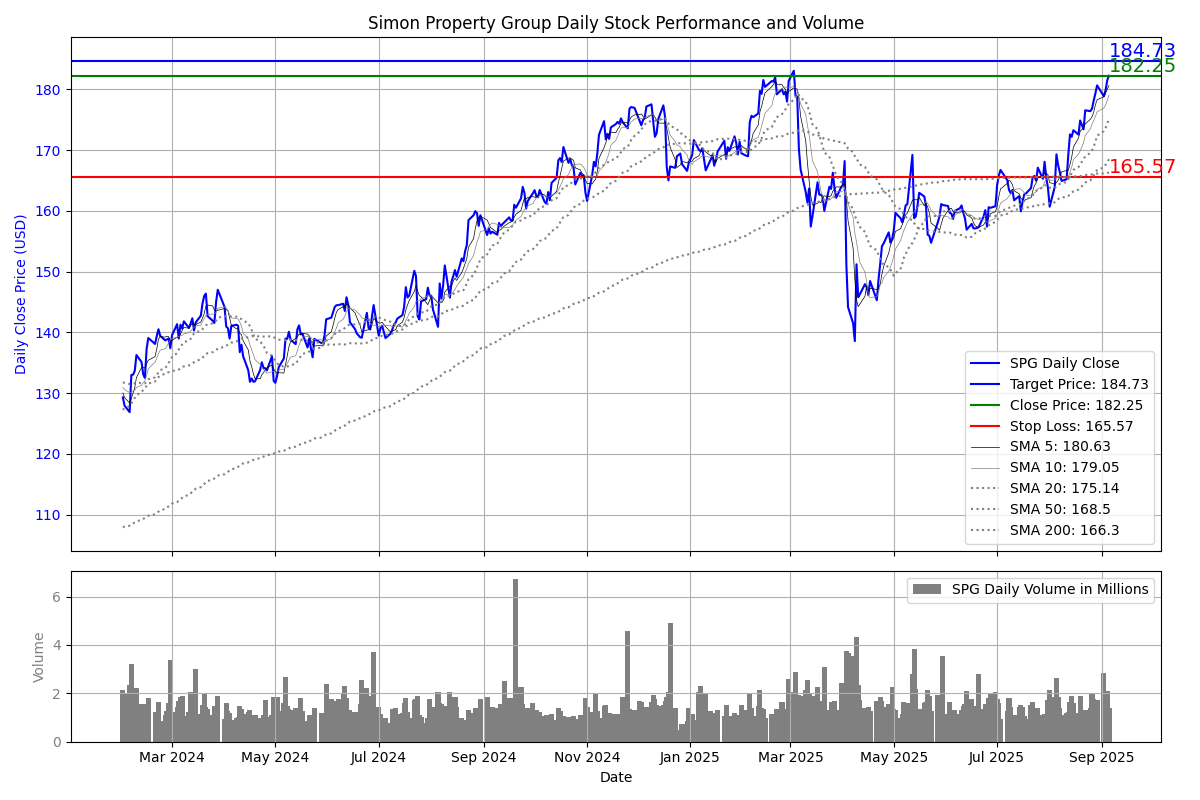 Simon Property Group Daily Stock Performance and Volume
184.73
182.25
165.57
Daily Close Price (USD)
180
170
160
150
140
130
120
110
SPG Daily Close
Target Price: 184.73
Close Price: 182.25
Stop Loss: 165.57
SMA 5: 180.63
SMA 10: 179.05
SMA 20: 175.14
SMA 50: 168.5
SMA 200: 166.3
Volume
6
4
2
0
SPG Daily Volume in Millions
Mar 2024 May 2024 Jul 2024 Sep 2024 Nov 2024 Jan 2025 Mar 2025 May 2025 Jul 2025 Sep 2025
Date